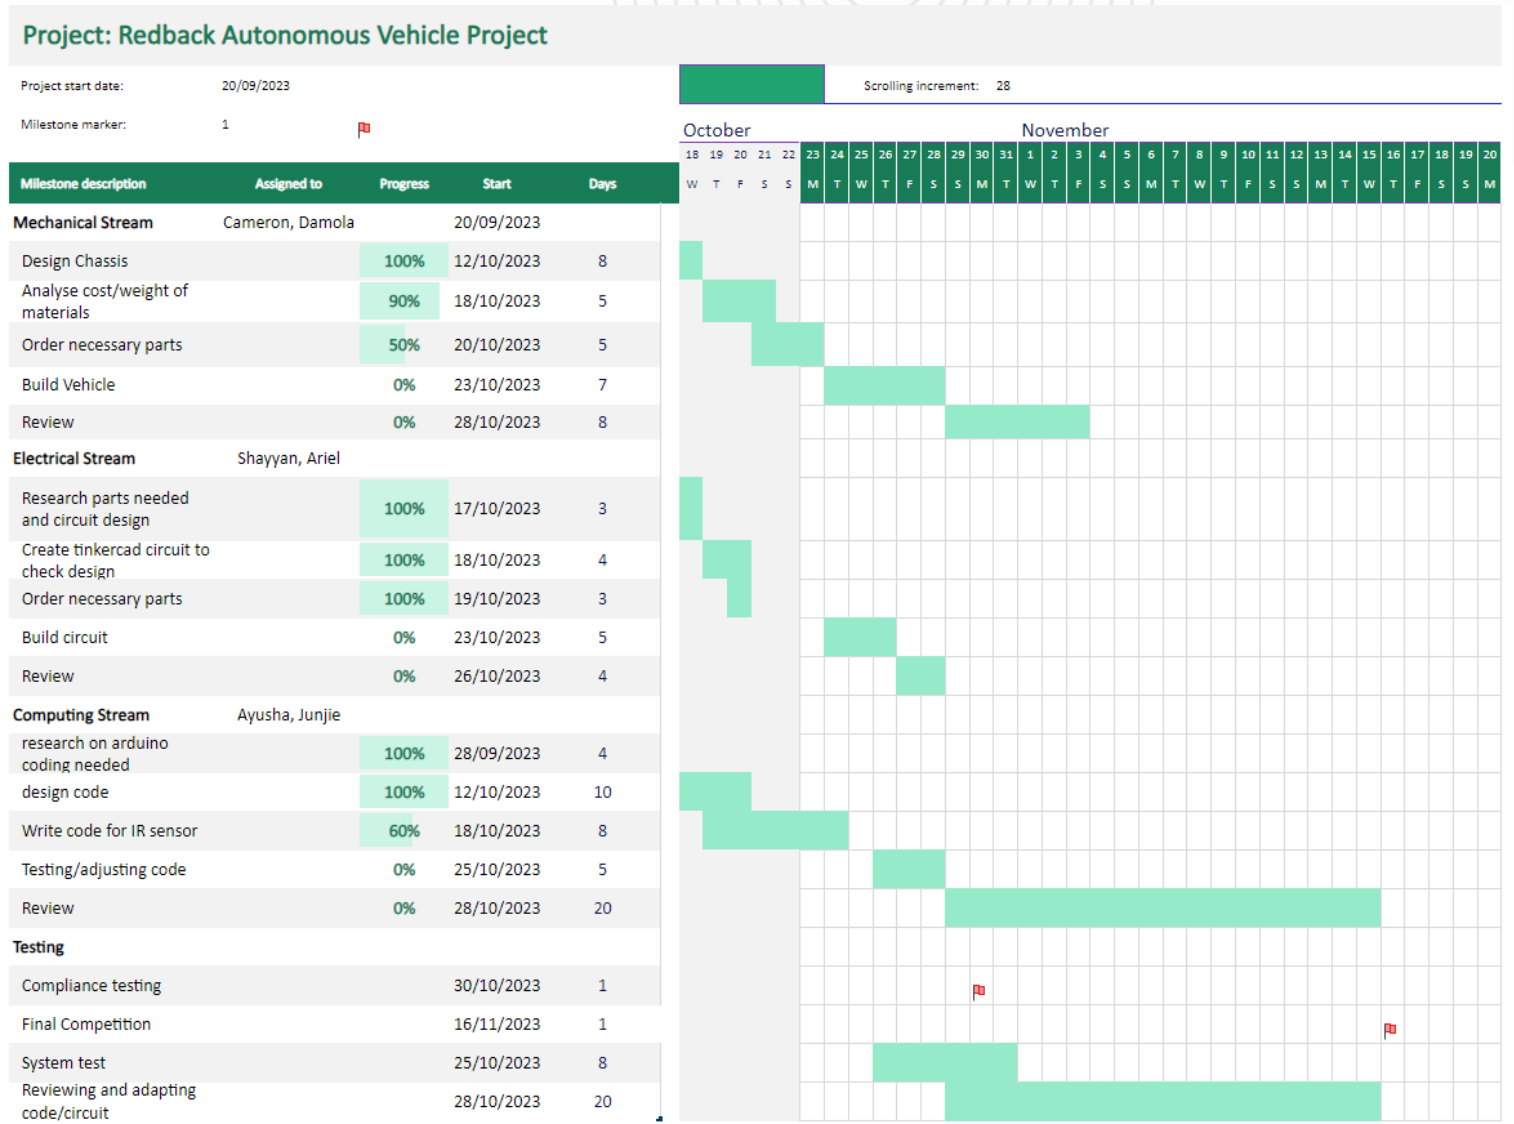 Project: Redback Autonomous Vehicle Project
Project start date: 20/09/2023 Scrolling increment: 28
Milestone marker: 1
October November
18 19 20 21 22 23 24 25 26 27 28 29 30 31 1 2 3 4 5 6 7 8 9 10 11 12 13 14 15 16 17 18 19 20
Milestone description Assigned to Progress Start Days W T F S S M T W T F S S M T W T F S S M T W T F S S M T W T F S S M
Mechanical Stream Cameron, Damola 20/09/2023
Design Chassis 100% 12/10/2023 8
Analyse cost/weight of
materials 90% 18/10/2023 5
Order necessary parts 50% 20/10/2023 5
Build Vehicle 0% 23/10/2023 7
Review 0% 28/10/2023 8
Electrical Stream Shayyan, Ariel
Research parts needed
and circuit design 100% 17/10/2023 3
Create tinkercad circuit to
check design 100% 18/10/2023 4
Order necessary parts 100% 19/10/2023 3
Build circuit 0% 23/10/2023 5
Review 0% 26/10/2023 4
Computing Stream Ayusha, Junjie
research on arduino
coding needed 100% 28/09/2023 4
design code 100% 12/10/2023 10
Write code for IR sensor 60% 18/10/2023 8
Testing/adjusting code 0% 25/10/2023 5
Review 0% 28/10/2023 20
Testing
Compliance testing 30/10/2023 1
Final Competition 16/11/2023 1
System test 25/10/2023 8
Reviewing and adapting
code/circuit 28/10/2023 20